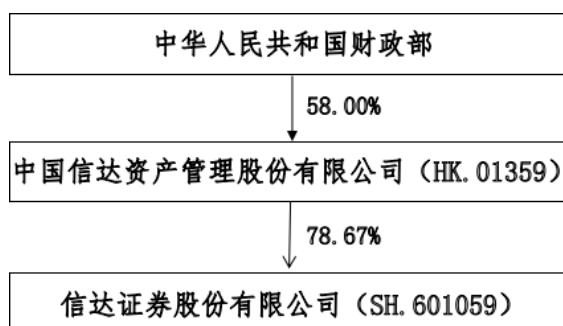 中华人民共和国财政部
58.00%
中国信达资产管理股份有限公司（HK.01359）
78.67%
信达证券股份有限公司（SH.601059）